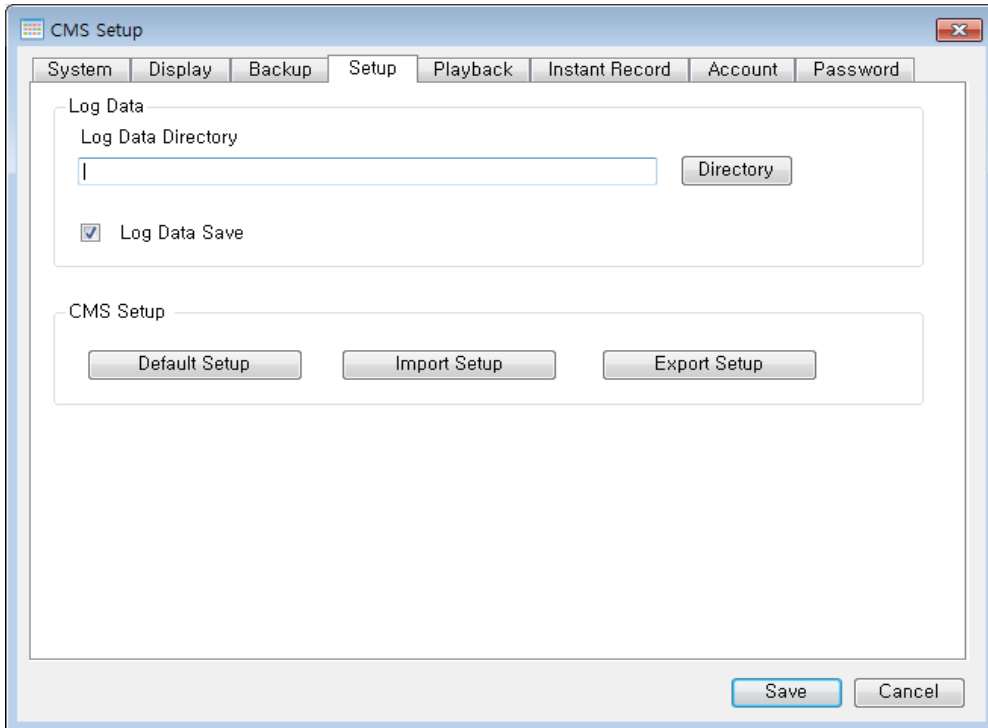 CMS Setup
System Display Backup Setup Playback Instant Record Account Password
Log Data
Log Data Directory
Directory
Log Data Save
CMS Setup
Default Setup Import Setup Export Setup
Save Cancel